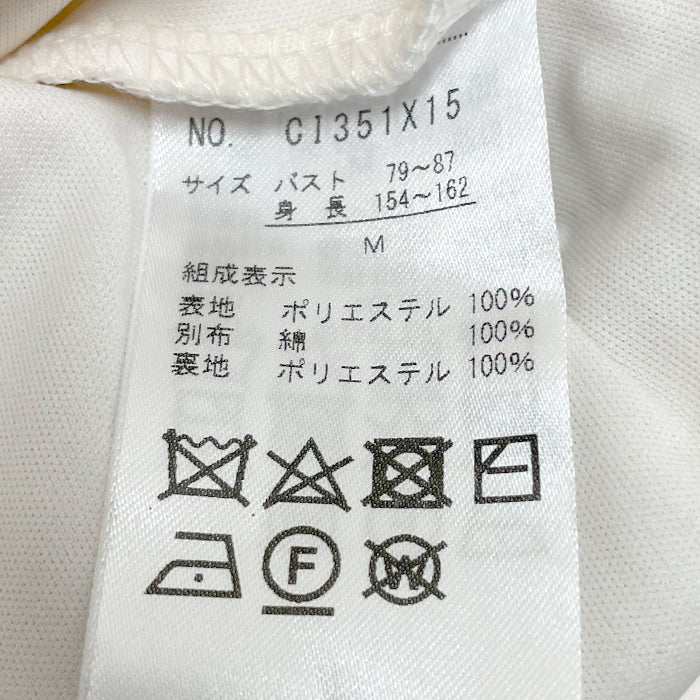 NO. CI351X15
サイズ バスト 79〜87
身 長 154〜162
M
組成表示
表地 ポリエステル 100%
別布 綿 100%
裏地 ポリエステル 100%
F
W